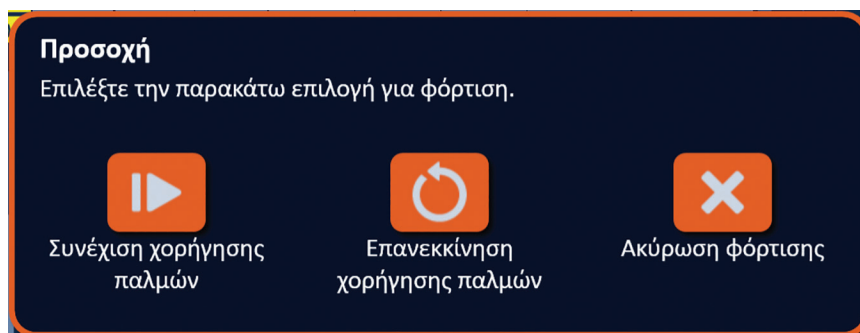 Προσοχή
Επιλέξτε την παρακάτω επιλογή για φόρτιση.
Συνέχιση χορήγησης
παλμών
Επανεκκίνηση
χορήγησης παλμών
Ακύρωση φόρτισης